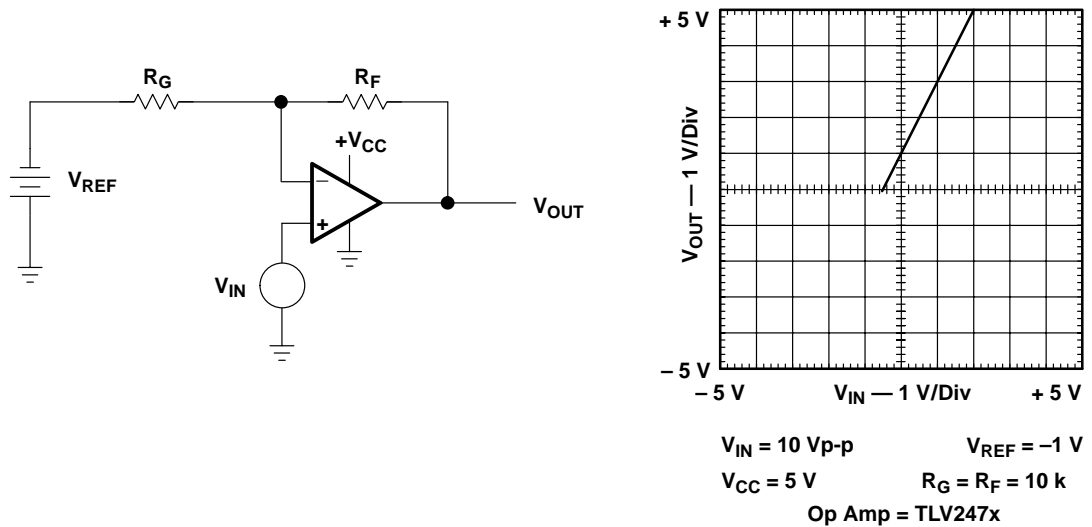 R_G
R_F
+V_CC
V_REF
−
+
V_OUT
V_IN
+ 5 V
V_OUT — 1 V/Div
– 5 V
– 5 V
V_IN — 1 V/Div
+ 5 V
V_IN = 10 Vp-p
V_REF = –1 V
V_CC = 5 V
R_G = R_F = 10 k
Op Amp = TLV247x